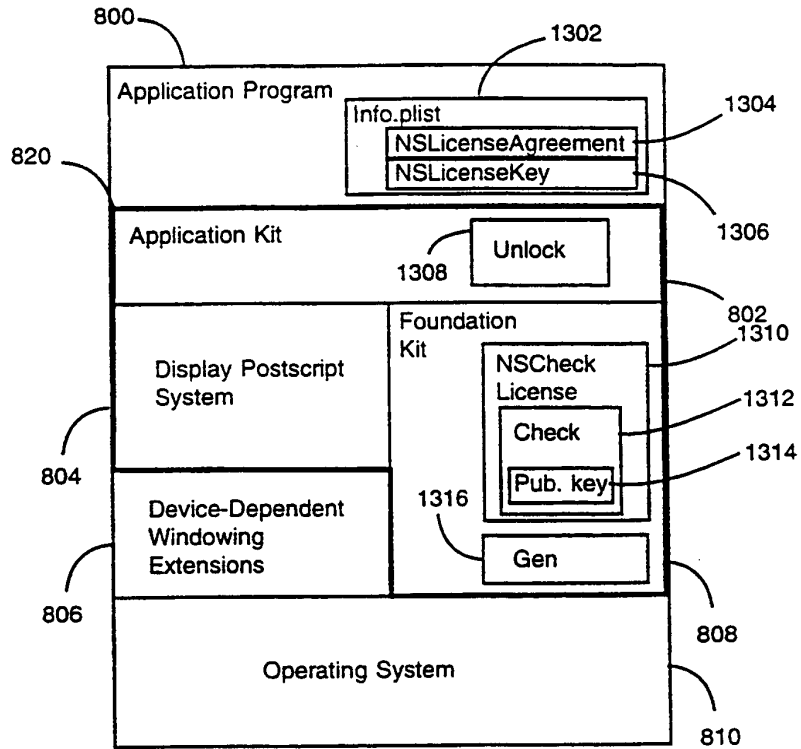 800
1302
Application Program
Info.plist
1304
NSLicenseAgreement
820
NSLicenseKey
1306
Application Kit
1308
Unlock
802
Foundation
Kit
1310
Display Postscript
System
NSCheck
License
1312
Check
804
1314
Pub. key
Device-Dependent
Windowing
Extensions
1316
Gen
806
808
Operating System
810